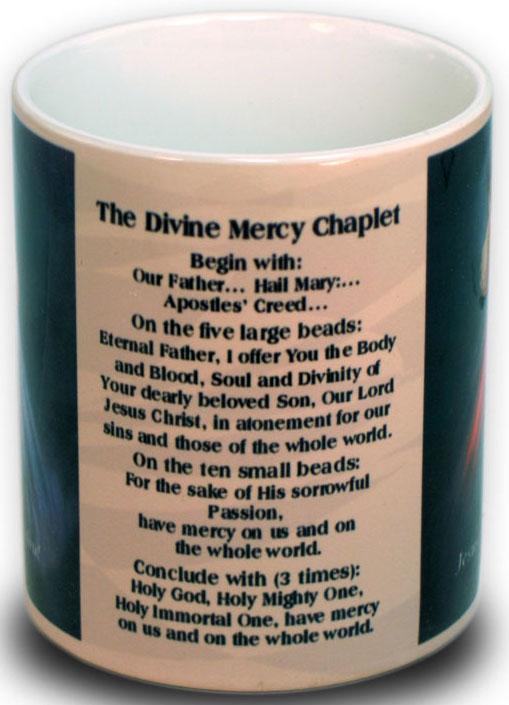 The Divine Mercy Chaplet
Begin with:
Our Father... Hail Mary:...
Apostles' Creed...
On the five large beads:
Eternal Father, I offer You the Body
and Blood, Soul and Divinity of
Your dearly beloved Son, Our Lord
Jesus Christ, in atonement for our
sins and those of the whole world.
On the ten small beads:
For the sake of His sorrowful
Passion,
have mercy on us and on
the whole world.
Conclude with (3 times):
Holy God, Holy Mighty One,
Holy Immortal One, have mercy
on us and on the whole world.